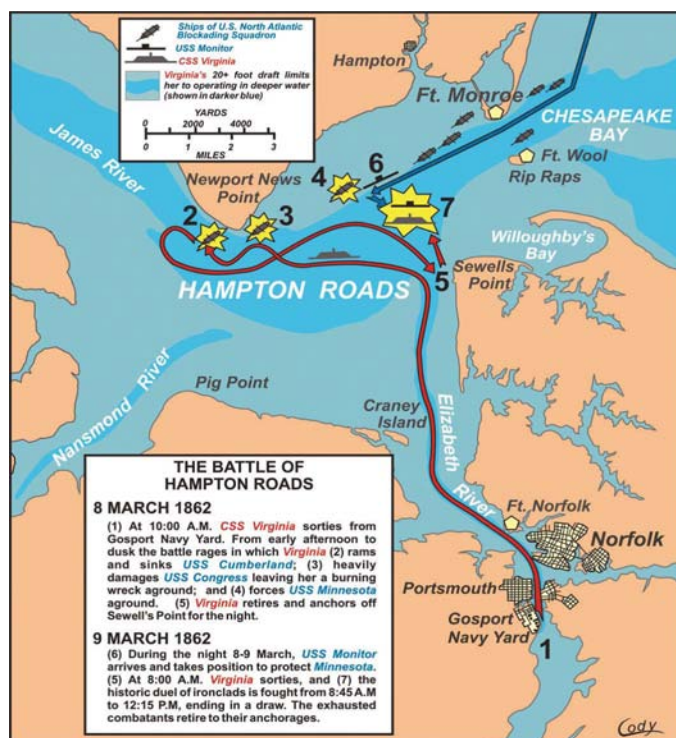 Ships of U.S. North Atlantic
Blockading Squadron
USS Monitor
CSS Virginia
Virginia's 20+ foot draft limits
her to operating in deeper water
(shown in darker blue)
YARDS
0 2000 4000
0 1 2 3
MILES
Hampton
Ft. Monroe
CHESAPEAKE
BAY
James River
Ft. Wool
Rip Raps
Newport News
Point
4
6
7
2
3
Willoughby's
Bay
5
Sewells
Point
HAMPTON ROADS
Nansmond River
Pig Point
Craney
Island
Elizabeth
River
Ft. Norfolk
Norfolk
Portsmouth
Gosport
Navy Yard
1
THE BATTLE OF
HAMPTON ROADS
8 MARCH 1862
(1) At 10:00 A.M. CSS Virginia sorties from
Gosport Navy Yard. From early afternoon to
dusk the battle rages in which Virginia (2) rams
and sinks USS Cumberland; (3) heavily
damages USS Congress leaving her a burning
wreck aground; and (4) forces USS Minnesota
aground. (5) Virginia retires and anchors off
Sewell's Point for the night.
9 MARCH 1862
(6) During the night 8-9 March, USS Monitor
arrives and takes position to protect Minnesota.
(5) At 8:00 A.M. Virginia sorties, and (7) the
historic duel of ironclads is fought from 8:45 A.M
to 12:15 P.M, ending in a draw. The exhausted
combatants retire to their anchorages.
Cody